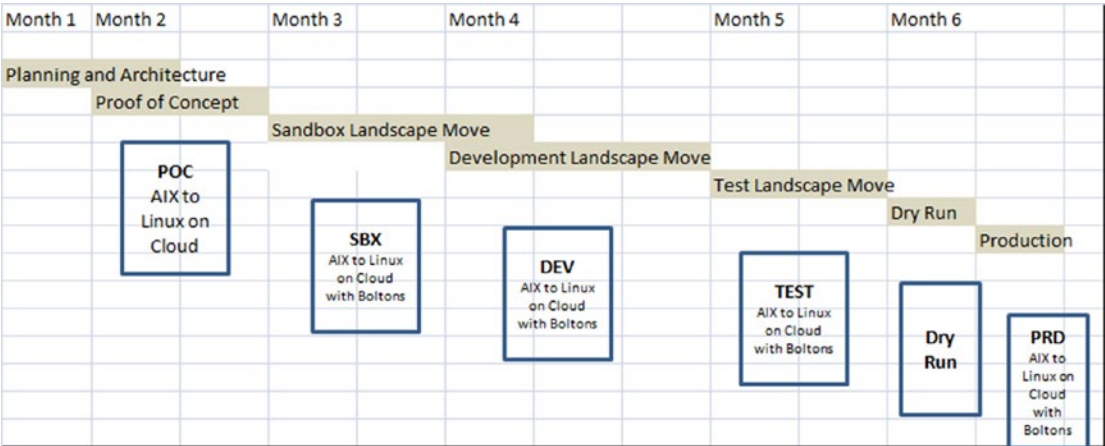 Month 1 Month 2 Month 3 Month 4 Month 5 Month 6
Planning and Architecture
Proof of Concept
Sandbox Landscape Move
Development Landscape Move
Test Landscape Move
Dry Run
Production
POC
AIX to
Linux on
Cloud
SBX
AIX to Linux
on Cloud
with Boltons
DEV
AIX to Linux
on Cloud
with Boltons
TEST
AIX to Linux
on Cloud
with Boltons
Dry
Run
PRD
AIX to
Linux on
Cloud
with
Boltons